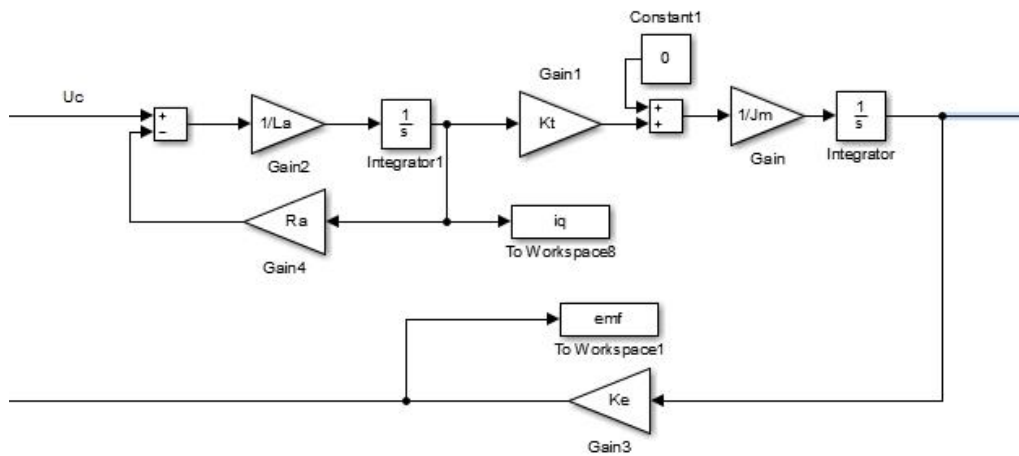 Constant1
0
Gain1
Uc
+
−
1/La
1
s
Kt
+
+
1/Jm
1
s
Gain2
Integrator1
Gain
Integrator
Ra
iq
Gain4
To Workspace8
emf
To Workspace1
Ke
Gain3